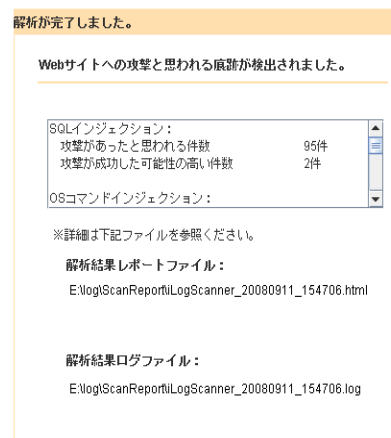 解析が完了しました。
Webサイトへの攻撃と思われる痕跡が検出されました。
SQLインジェクション：
攻撃があったと思われる件数 95件
攻撃が成功した可能性の高い件数 2件
OSコマンドインジェクション：
※詳細は下記ファイルを参照ください。
解析結果レポートファイル：
E:\log\ScanReport\iLogScanner_20080911_154706.html
解析結果ログファイル：
E:\log\ScanReport\iLogScanner_20080911_154706.log